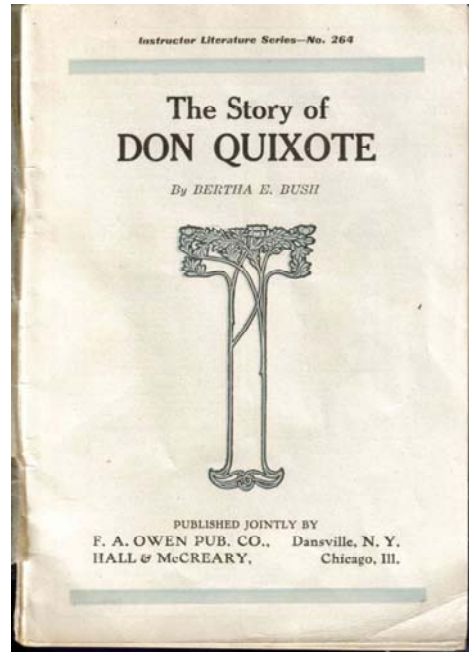 Instructor Literature Series—No. 264
The Story of
DON QUIXOTE
By BERTHA E. BUSH
PUBLISHED JOINTLY BY
F. A. OWEN PUB. CO., Dansville, N. Y.
HALL & McCREARY, Chicago, Ill.